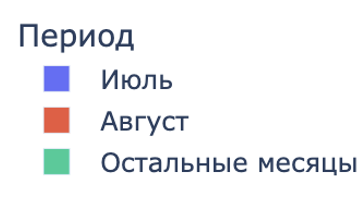 Период
Июль
Август
Остальные месяцы